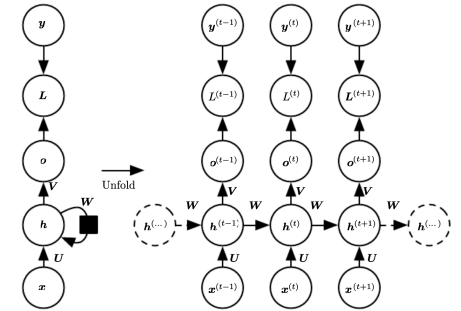 y y^(t−1) y^(t) y^(t+1)
L L^(t−1) L^(t) L^(t+1)
o o^(t−1) o^(t) o^(t+1)
Unfold
V V V V
W W W W W
h h^(...) h^(t−1) h^(t) h^(t+1) h^(...)
U U U U
x x^(t−1) x^(t) x^(t+1)